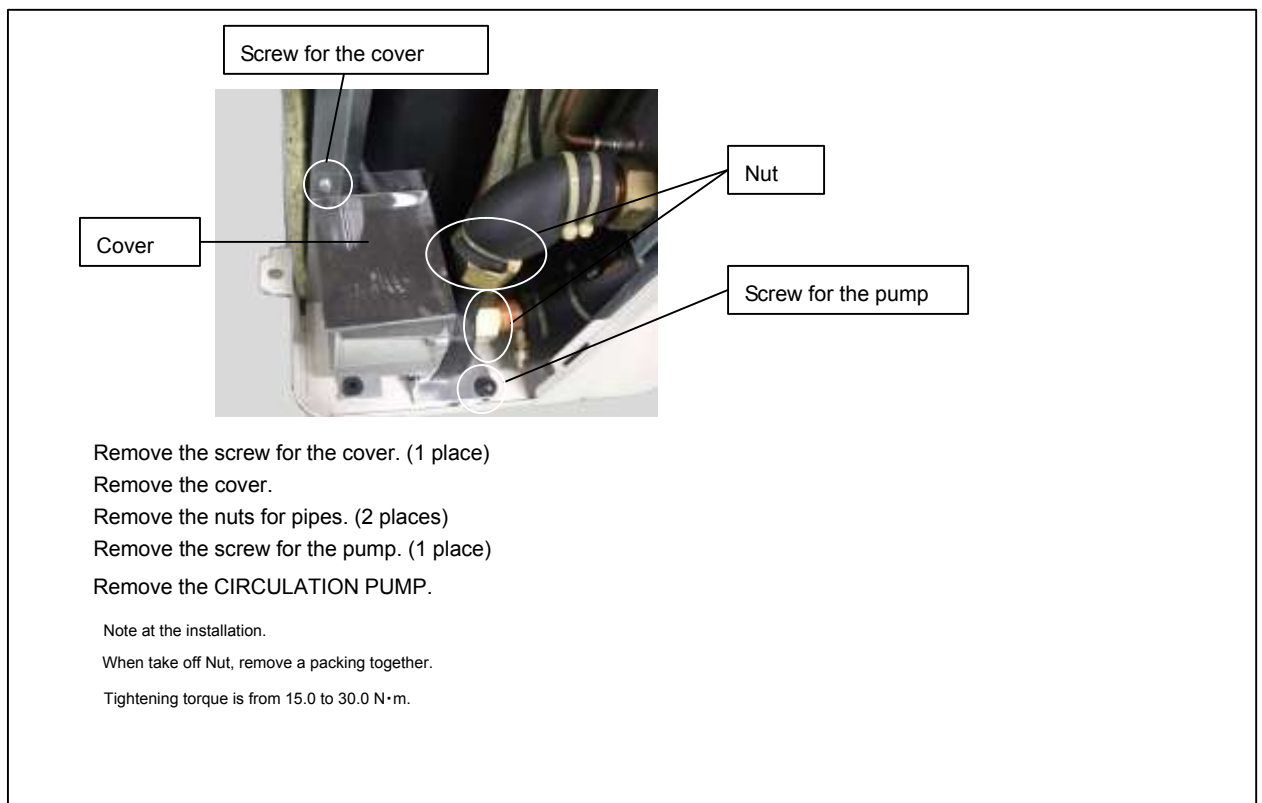 Screw for the cover
Nut
Cover
Screw for the pump
Remove the screw for the cover. (1 place)
Remove the cover.
Remove the nuts for pipes. (2 places)
Remove the screw for the pump. (1 place)
Remove the CIRCULATION PUMP.
Note at the installation.
When take off Nut, remove a packing together.
Tightening torque is from 15.0 to 30.0 N･m.